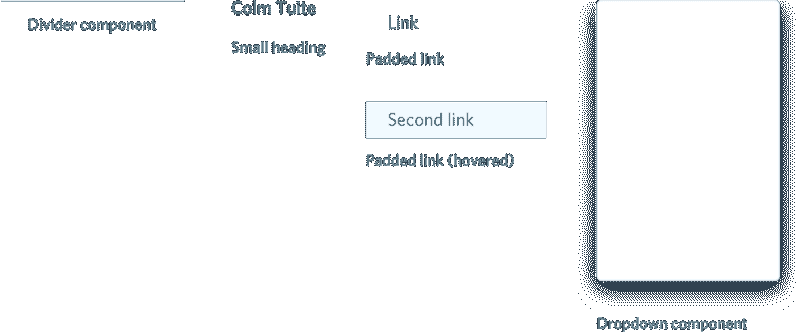 Divider component
Colm Tuite
Small heading
Link
Padded link
Second link
Padded link (hovered)
Dropdown component